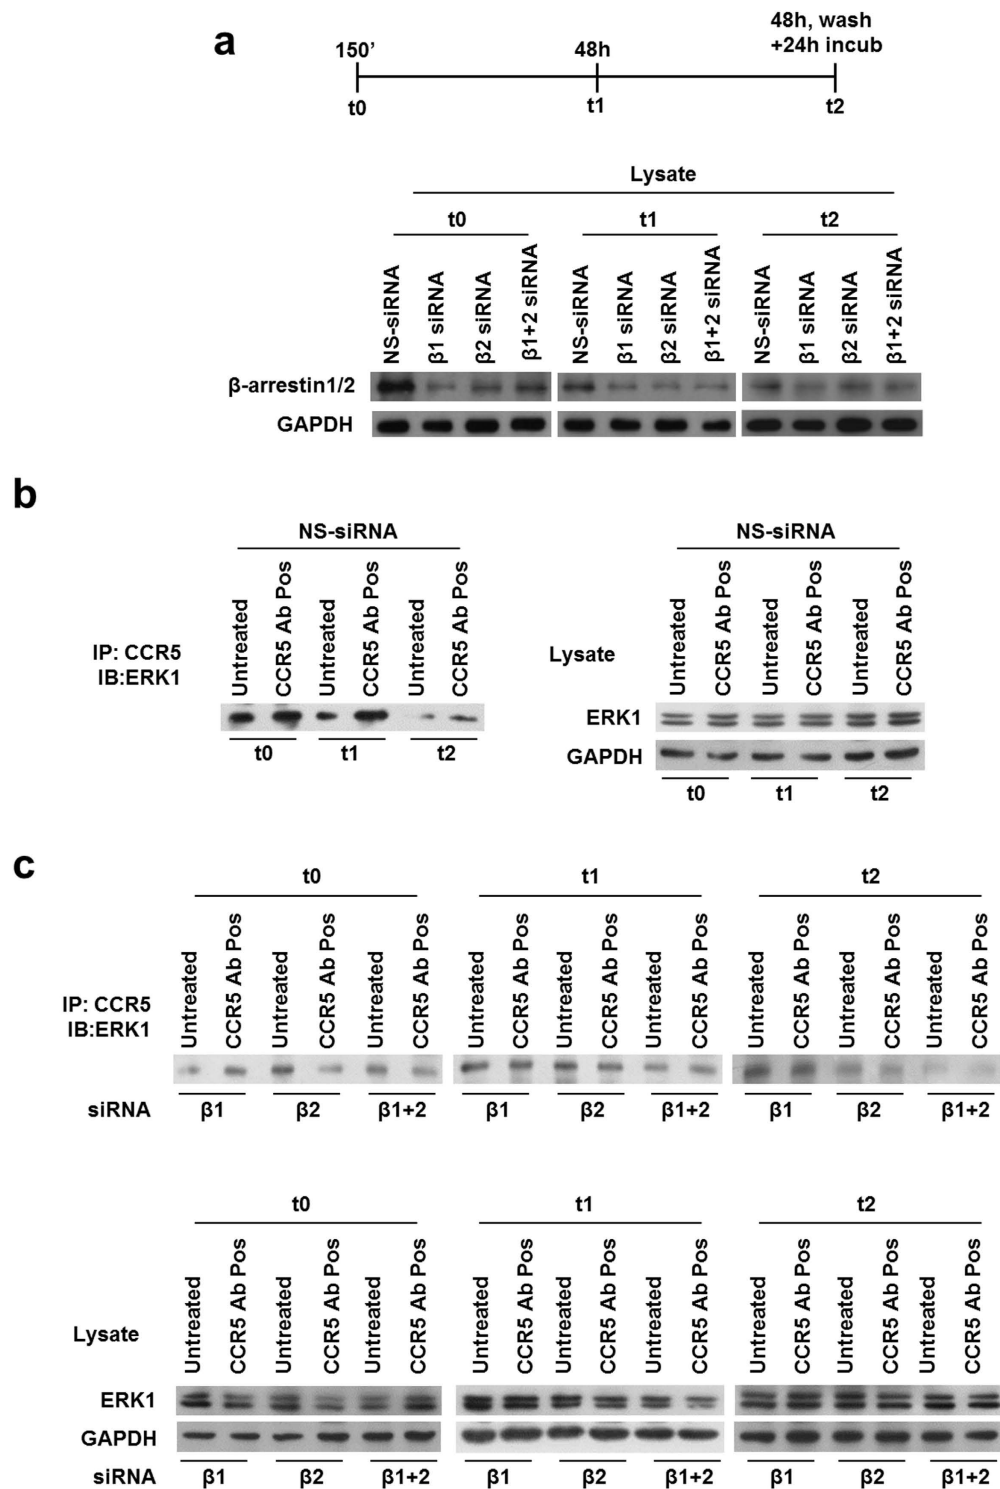 a
150’ 48h 48h, wash
+24h incub
t0 t1 t2
Lysate
t0 t1 t2
NS-siRNA β1 siRNA β2 siRNA β1+2 siRNA NS-siRNA β1 siRNA β2 siRNA β1+2 siRNA NS-siRNA β1 siRNA β2 siRNA β1+2 siRNA
β-arrestin1/2
GAPDH
b
NS-siRNA
Untreated CCR5 Ab Pos Untreated CCR5 Ab Pos Untreated CCR5 Ab Pos
IP: CCR5
IB:ERK1
t0 t1 t2
NS-siRNA
Untreated CCR5 Ab Pos Untreated CCR5 Ab Pos Untreated CCR5 Ab Pos
Lysate
ERK1
GAPDH
t0 t1 t2
c
t0 t1 t2
Untreated CCR5 Ab Pos Untreated CCR5 Ab Pos Untreated CCR5 Ab Pos Untreated CCR5 Ab Pos Untreated CCR5 Ab Pos Untreated CCR5 Ab Pos Untreated CCR5 Ab Pos Untreated CCR5 Ab Pos Untreated CCR5 Ab Pos
IP: CCR5
IB:ERK1
siRNA β1 β2 β1+2 β1 β2 β1+2 β1 β2 β1+2
t0 t1 t2
Untreated CCR5 Ab Pos Untreated CCR5 Ab Pos Untreated CCR5 Ab Pos Untreated CCR5 Ab Pos Untreated CCR5 Ab Pos Untreated CCR5 Ab Pos Untreated CCR5 Ab Pos Untreated CCR5 Ab Pos Untreated CCR5 Ab Pos
Lysate
ERK1
GAPDH
siRNA β1 β2 β1+2 β1 β2 β1+2 β1 β2 β1+2